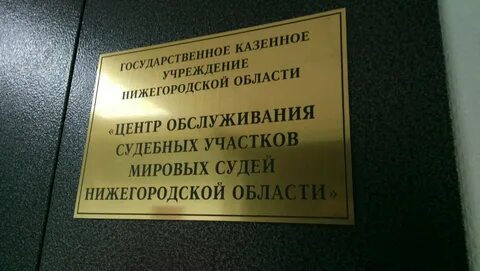 ГОСУДАРСТВЕННОЕ КАЗЕННОЕ
УЧРЕЖДЕНИЕ
НИЖЕГОРОДСКОЙ ОБЛАСТИ
«ЦЕНТР ОБСЛУЖИВАНИЯ
СУДЕБНЫХ УЧАСТКОВ
МИРОВЫХ СУДЕЙ
НИЖЕГОРОДСКОЙ ОБЛАСТИ»